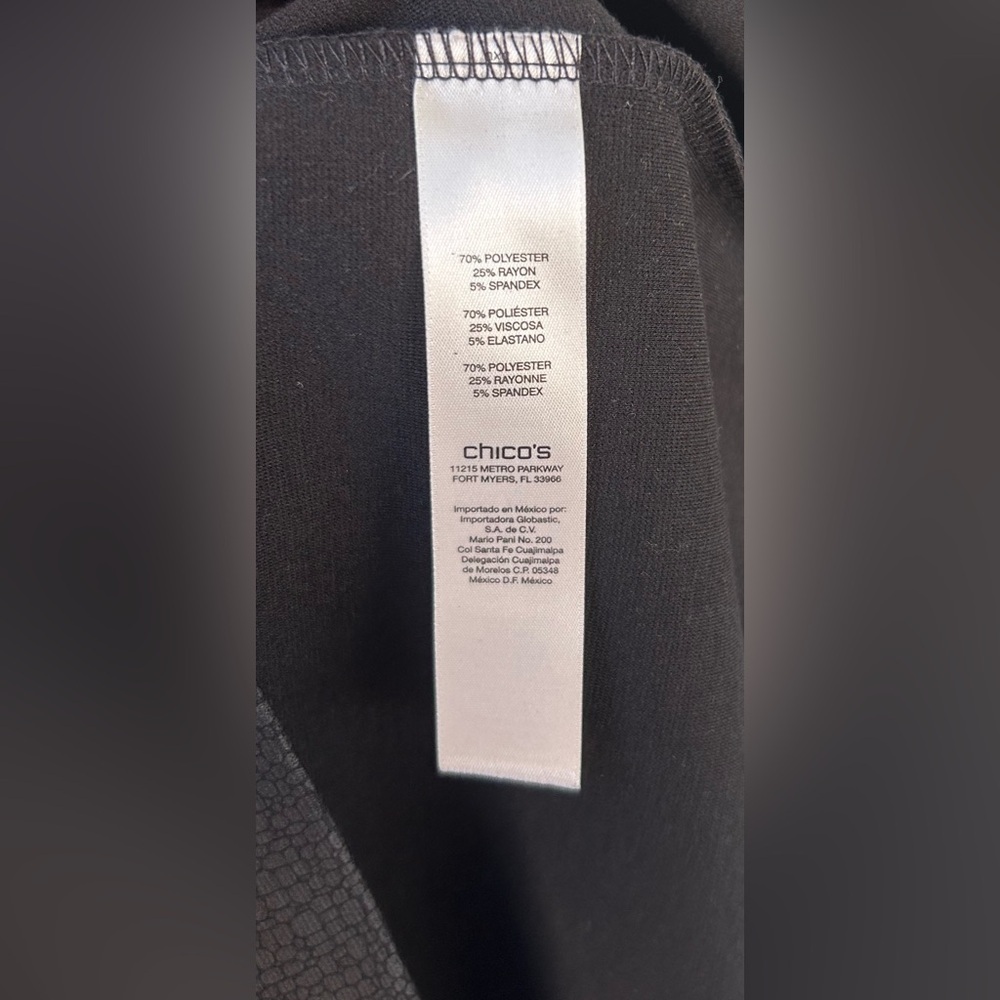 70% POLYESTER
25% RAYON
5% SPANDEX
70% POLIÉSTER
25% VISCOSA
5% ELASTANO
70% POLYESTER
25% RAYONNE
5% SPANDEX
chico's
11215 METRO PARKWAY
FORT MYERS, FL 33966
Importado en México por:
Importadora Globastic,
S.A. de C.V.
Mario Pani No. 200
Col Santa Fe Cuajimalpa
Delegación Cuajimalpa
de Morelos C.P. 05348
México D.F. México